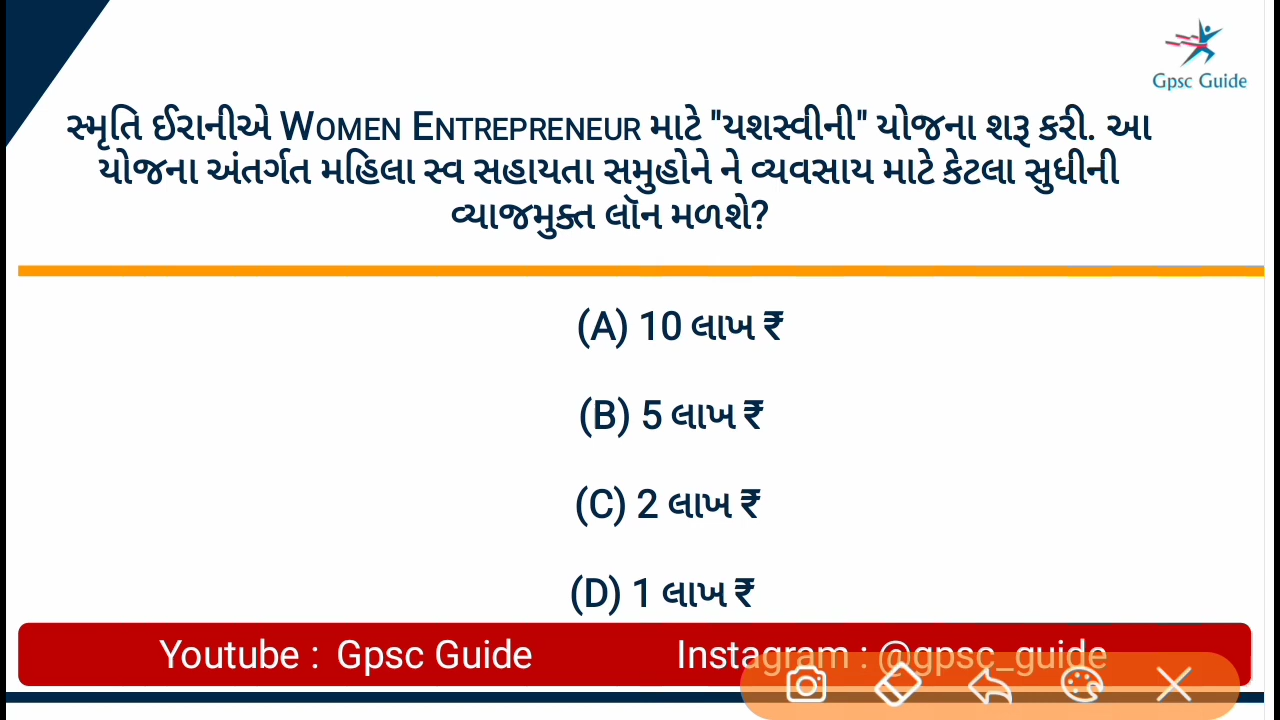 Gpsc Guide
સ્મૃતિ ઈરાનીએ WOMEN ENTREPRENEUR માટે "યશસ્વીની" યોજના શરૂ કરી. આ
યોજના અંતર્ગત મહિલા સ્વ સહાયતા સમુહોને ને વ્યવસાય માટે કેટલા સુધીની
વ્યાજમુક્ત લૉન મળશે?
(A) 10 લાખ ₹
(B) 5 લાખ ₹
(C) 2 લાખ ₹
(D) 1 લાખ ₹
Youtube : Gpsc Guide Instagram : @gpsc_guide